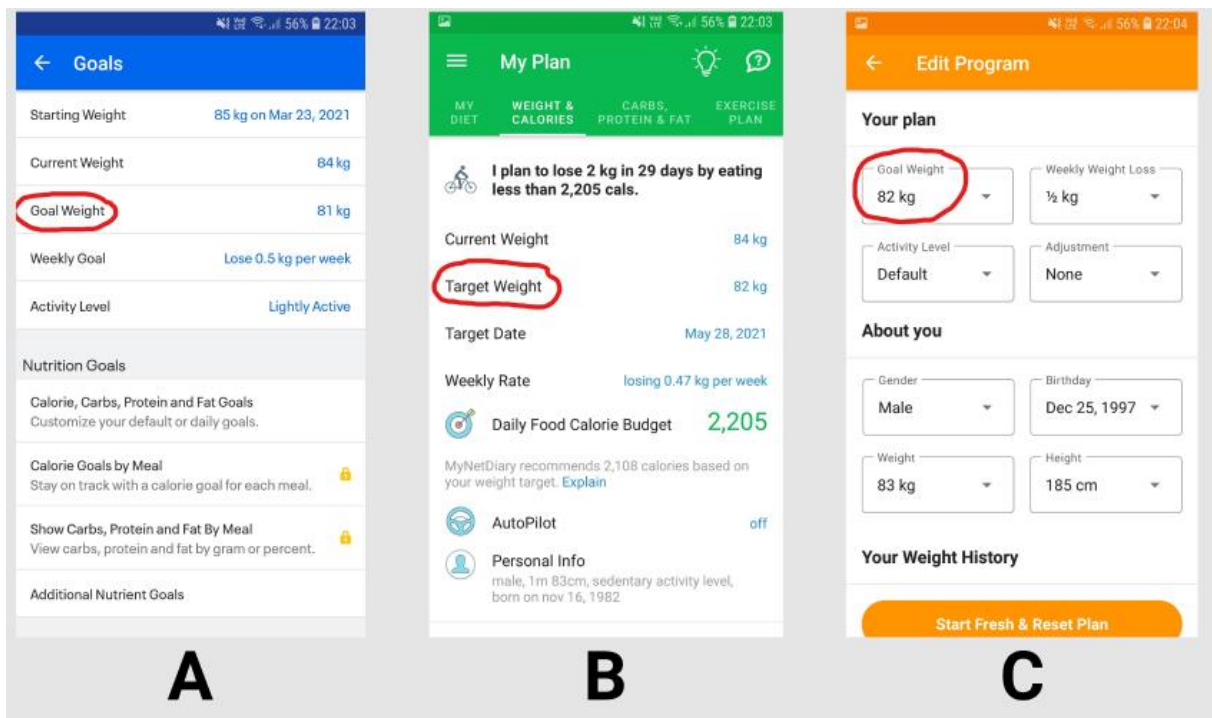 56% 22:03
Goals
Starting Weight 85 kg on Mar 23, 2021
Current Weight 84 kg
Goal Weight 81 kg
Weekly Goal Lose 0.5 kg per week
Activity Level Lightly Active
Nutrition Goals
Calorie, Carbs, Protein and Fat Goals
Customize your default or daily goals.
Calorie Goals by Meal
Stay on track with a calorie goal for each meal.
Show Carbs, Protein and Fat By Meal
View carbs, protein and fat by gram or percent.
Additional Nutrient Goals
A
56% 22:03
My Plan
MY DIET
WEIGHT & CALORIES
CARBS, PROTEIN & FAT
EXERCISE PLAN
I plan to lose 2 kg in 29 days by eating
less than 2,205 cals.
Current Weight 84 kg
Target Weight 82 kg
Target Date May 28, 2021
Weekly Rate losing 0.47 kg per week
Daily Food Calorie Budget 2,205
MyNetDiary recommends 2,108 calories based on
your weight target. Explain
AutoPilot off
Personal Info
male, 1m 83cm, sedentary activity level,
born on nov 16, 1982
B
56% 22:04
Edit Program
Your plan
Goal Weight Weekly Weight Loss
82 kg ½ kg
Activity Level Adjustment
Default None
About you
Gender Birthday
Male Dec 25, 1997
Weight Height
83 kg 185 cm
Your Weight History
Start Fresh & Reset Plan
C